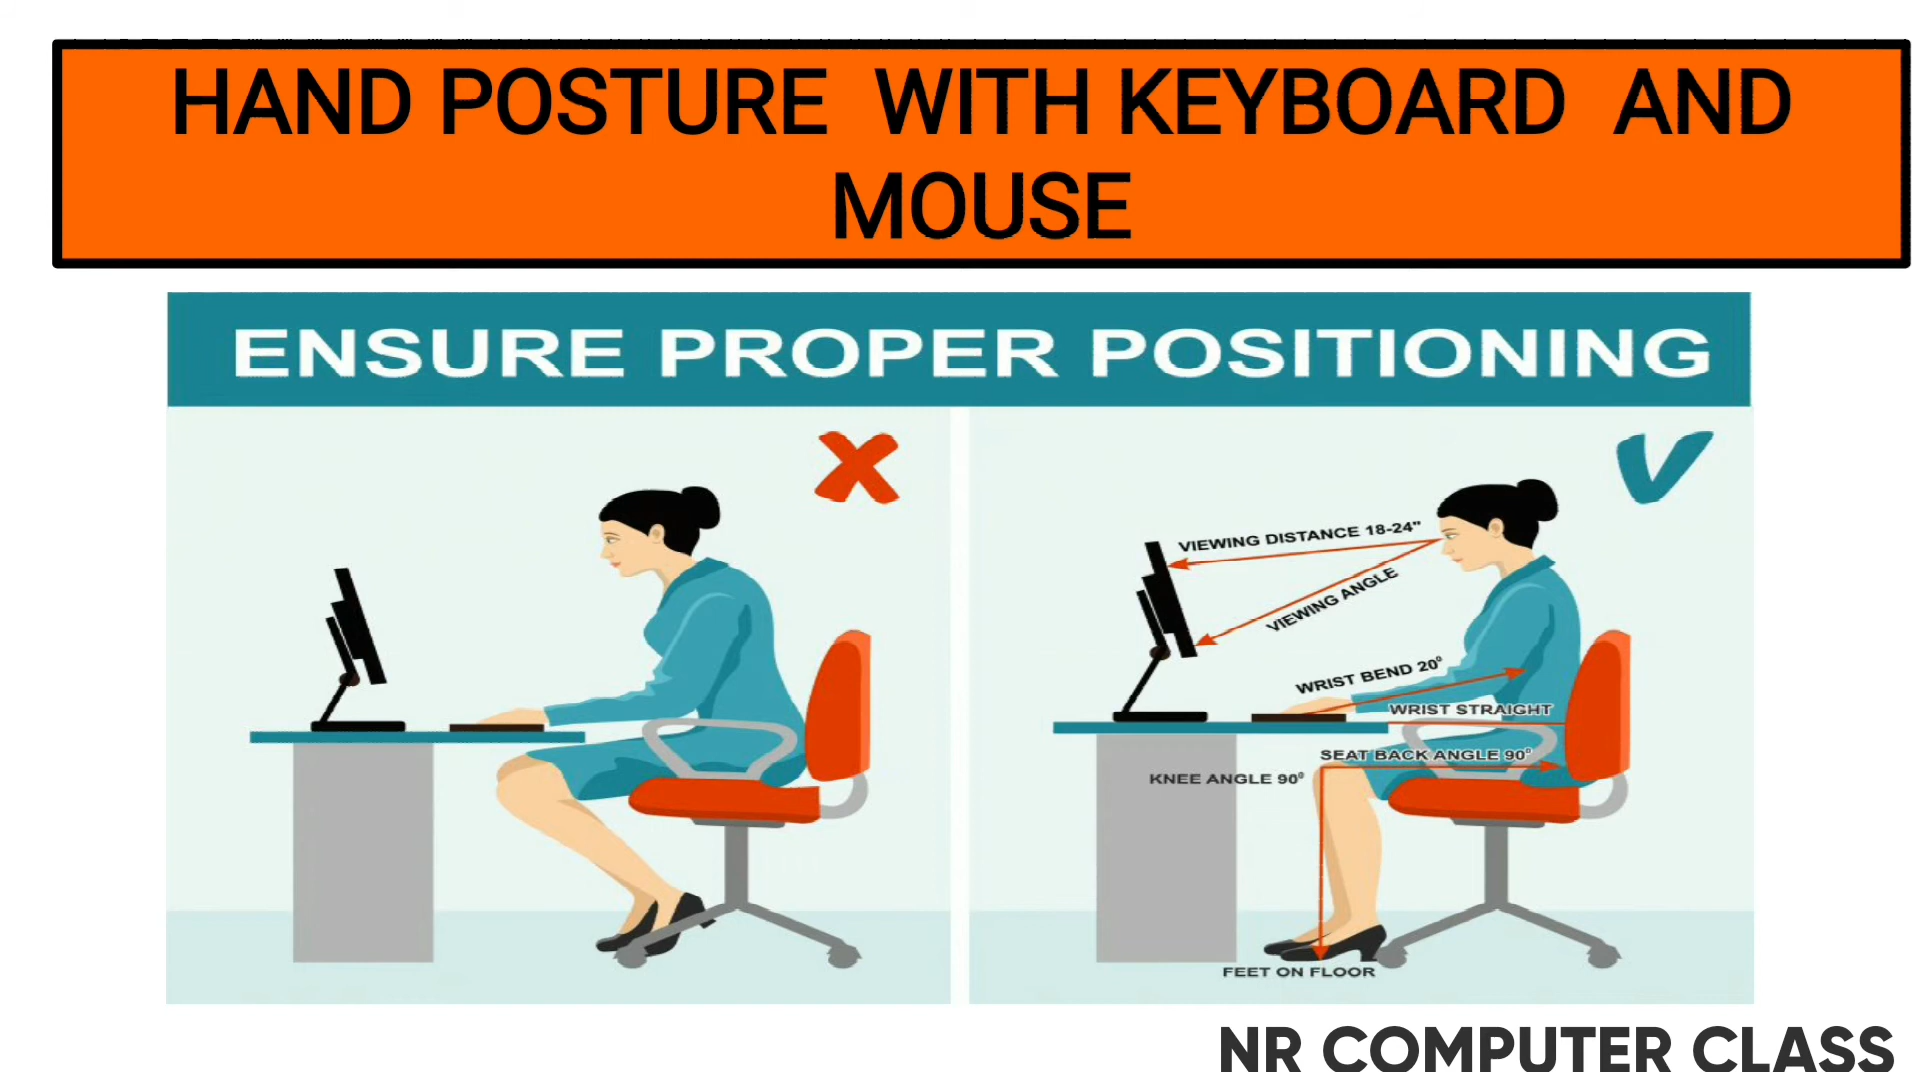 HAND POSTURE WITH KEYBOARD AND
MOUSE
ENSURE PROPER POSITIONING
VIEWING DISTANCE 18-24"
VIEWING ANGLE
WRIST BEND 20°
WRIST STRAIGHT
SEAT BACK ANGLE 90°
KNEE ANGLE 90°
FEET ON FLOOR
NR COMPUTER CLASS